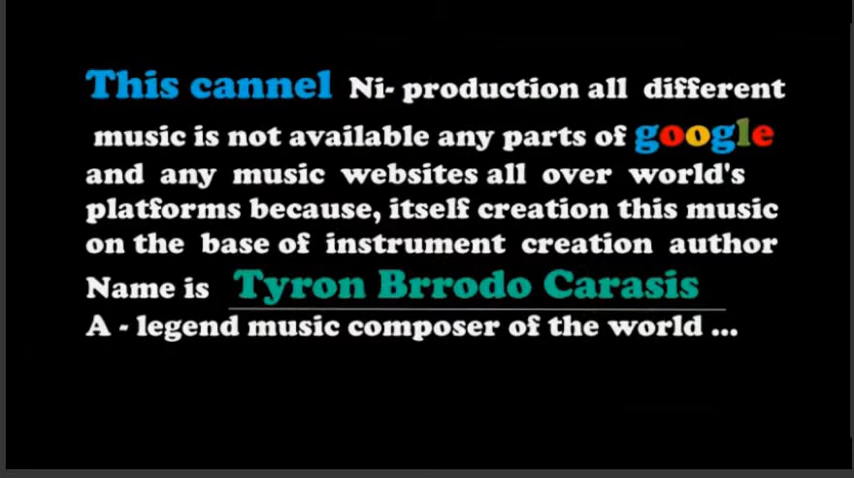 This cannel Ni- production all different
music is not available any parts of google
and any music websites all over world's
platforms because, itself creation this music
on the base of instrument creation author
Name is Tyron Brrodo Carasis
A - legend music composer of the world ...